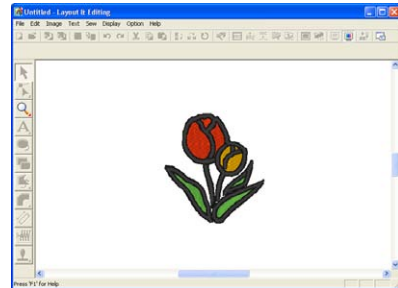 Untitled - Layout & Editing
File Edit Image Text Sew Display Option Help
Press 'F1' for Help.